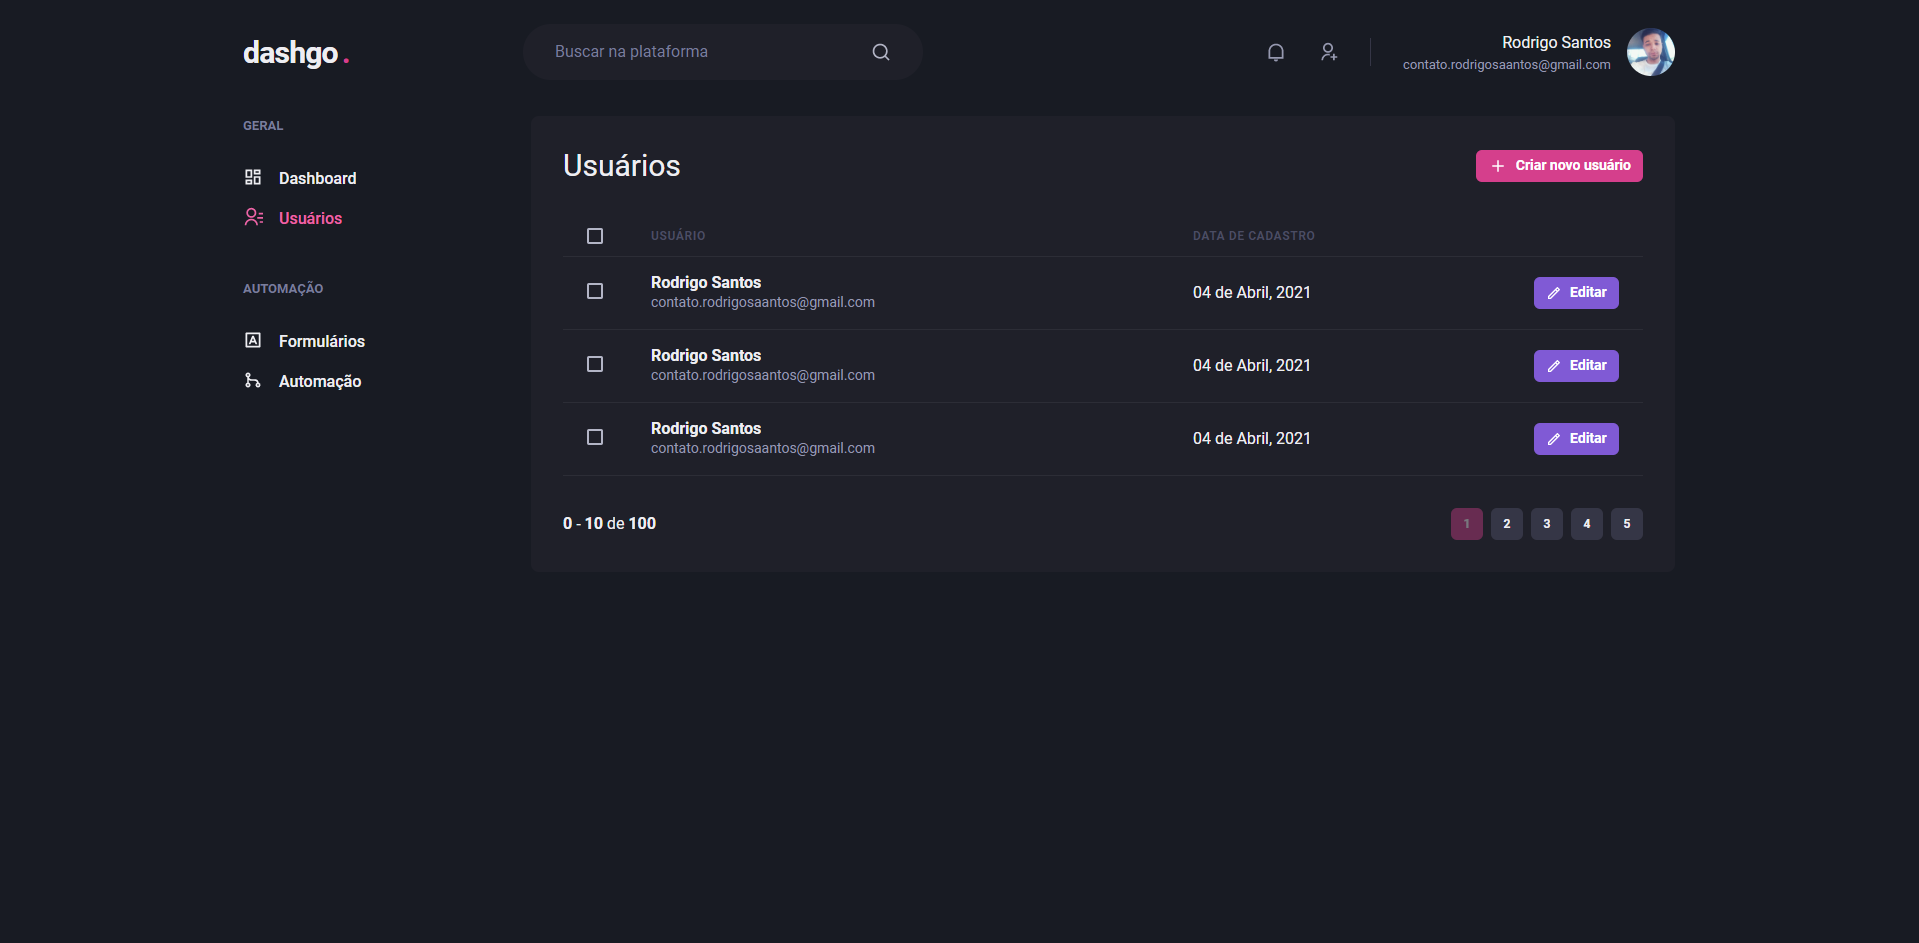 dashgo.
Buscar na plataforma
Rodrigo Santos
contato.rodrigosaantos@gmail.com
GERAL
Dashboard
Usuários
AUTOMAÇÃO
Formulários
Automação
Usuários
Criar novo usuário
USUÁRIO DATA DE CADASTRO
Rodrigo Santos
contato.rodrigosaantos@gmail.com
04 de Abril, 2021
Editar
Rodrigo Santos
contato.rodrigosaantos@gmail.com
04 de Abril, 2021
Editar
Rodrigo Santos
contato.rodrigosaantos@gmail.com
04 de Abril, 2021
Editar
0 - 10 de 100
1 2 3 4 5